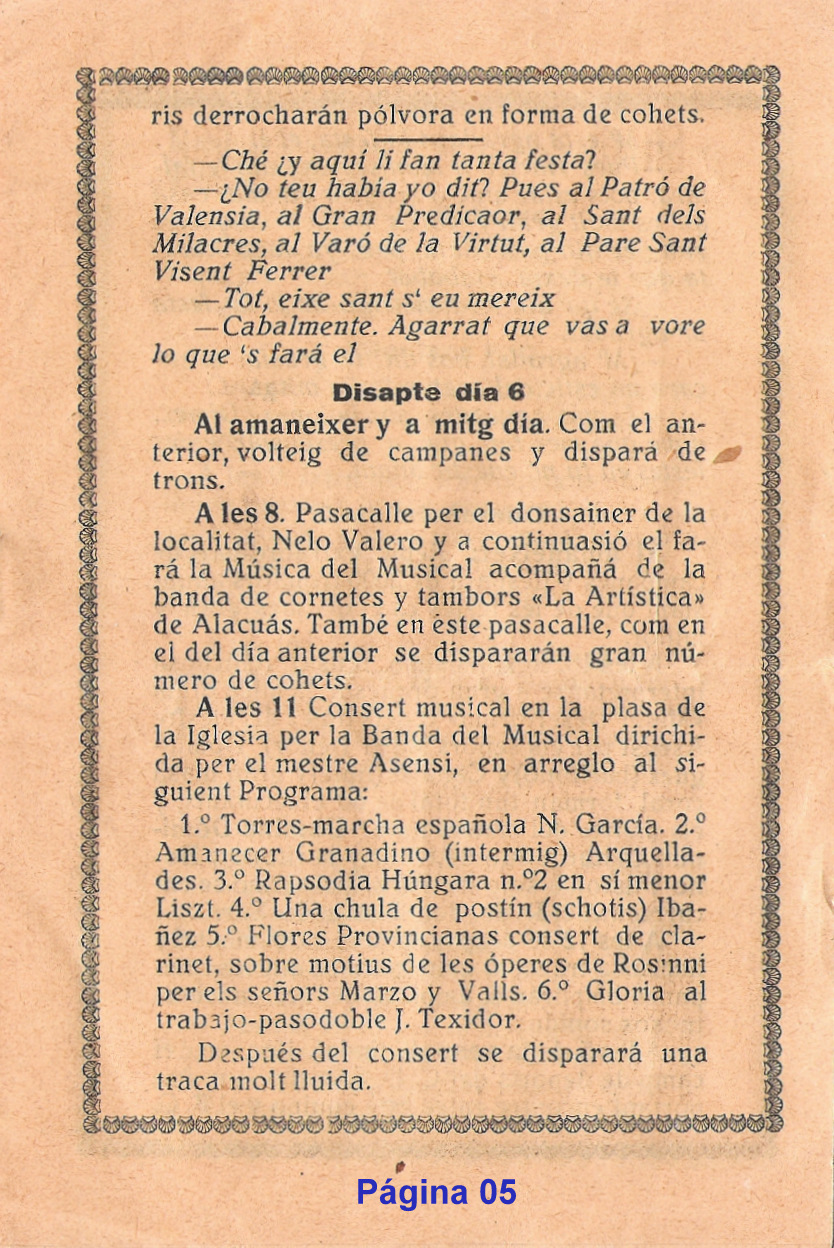 ris derrocharán pólvora en forma de cohets.
—Ché ¿y aquí li fan tanta festa?
—¿No teu había yo dit? Pues al Patró de
Valensia, al Gran Predicaor, al Sant dels
Milacres, al Varó de la Virtut, al Pare Sant
Visent Ferrer
—Tot, eixe sant s‘ eu mereix
—Cabalmente. Agarrat que vas a vore
lo que ‘s fará el
Disapte día 6
Al amaneixer y a mitg día. Com el an-
terior, volteig de campanes y dispará de
trons.
A les 8. Pasacalle per el donsainer de la
localitat, Nelo Valero y a continuasió el fa-
rá la Música del Musical acompañá de la
banda de cornetes y tambors «La Artística»
de Alacuás. També en éste pasacalle, com en
el del día anterior se dispararán gran nú-
mero de cohets.
A les 11 Consert musical en la plasa de
la Iglesia per la Banda del Musical dirichi-
da per el mestre Asensi, en arreglo al si-
guient Programa:
1.º Torres-marcha española N. García. 2.º
Amanecer Granadino (intermig) Arquella-
des. 3.º Rapsodia Húngara n.º2 en sí menor
Liszt. 4.º Una chula de postín (schotis) Iba-
ñez 5.º Flores Provincianas consert de cla-
rinet, sobre motius de les óperes de Rosinni
per els señors Marzo y Valls. 6.º Gloria al
trabajo-pasodoble J. Texidor.
Después del consert se disparará una
traca molt lluida.
Página 05